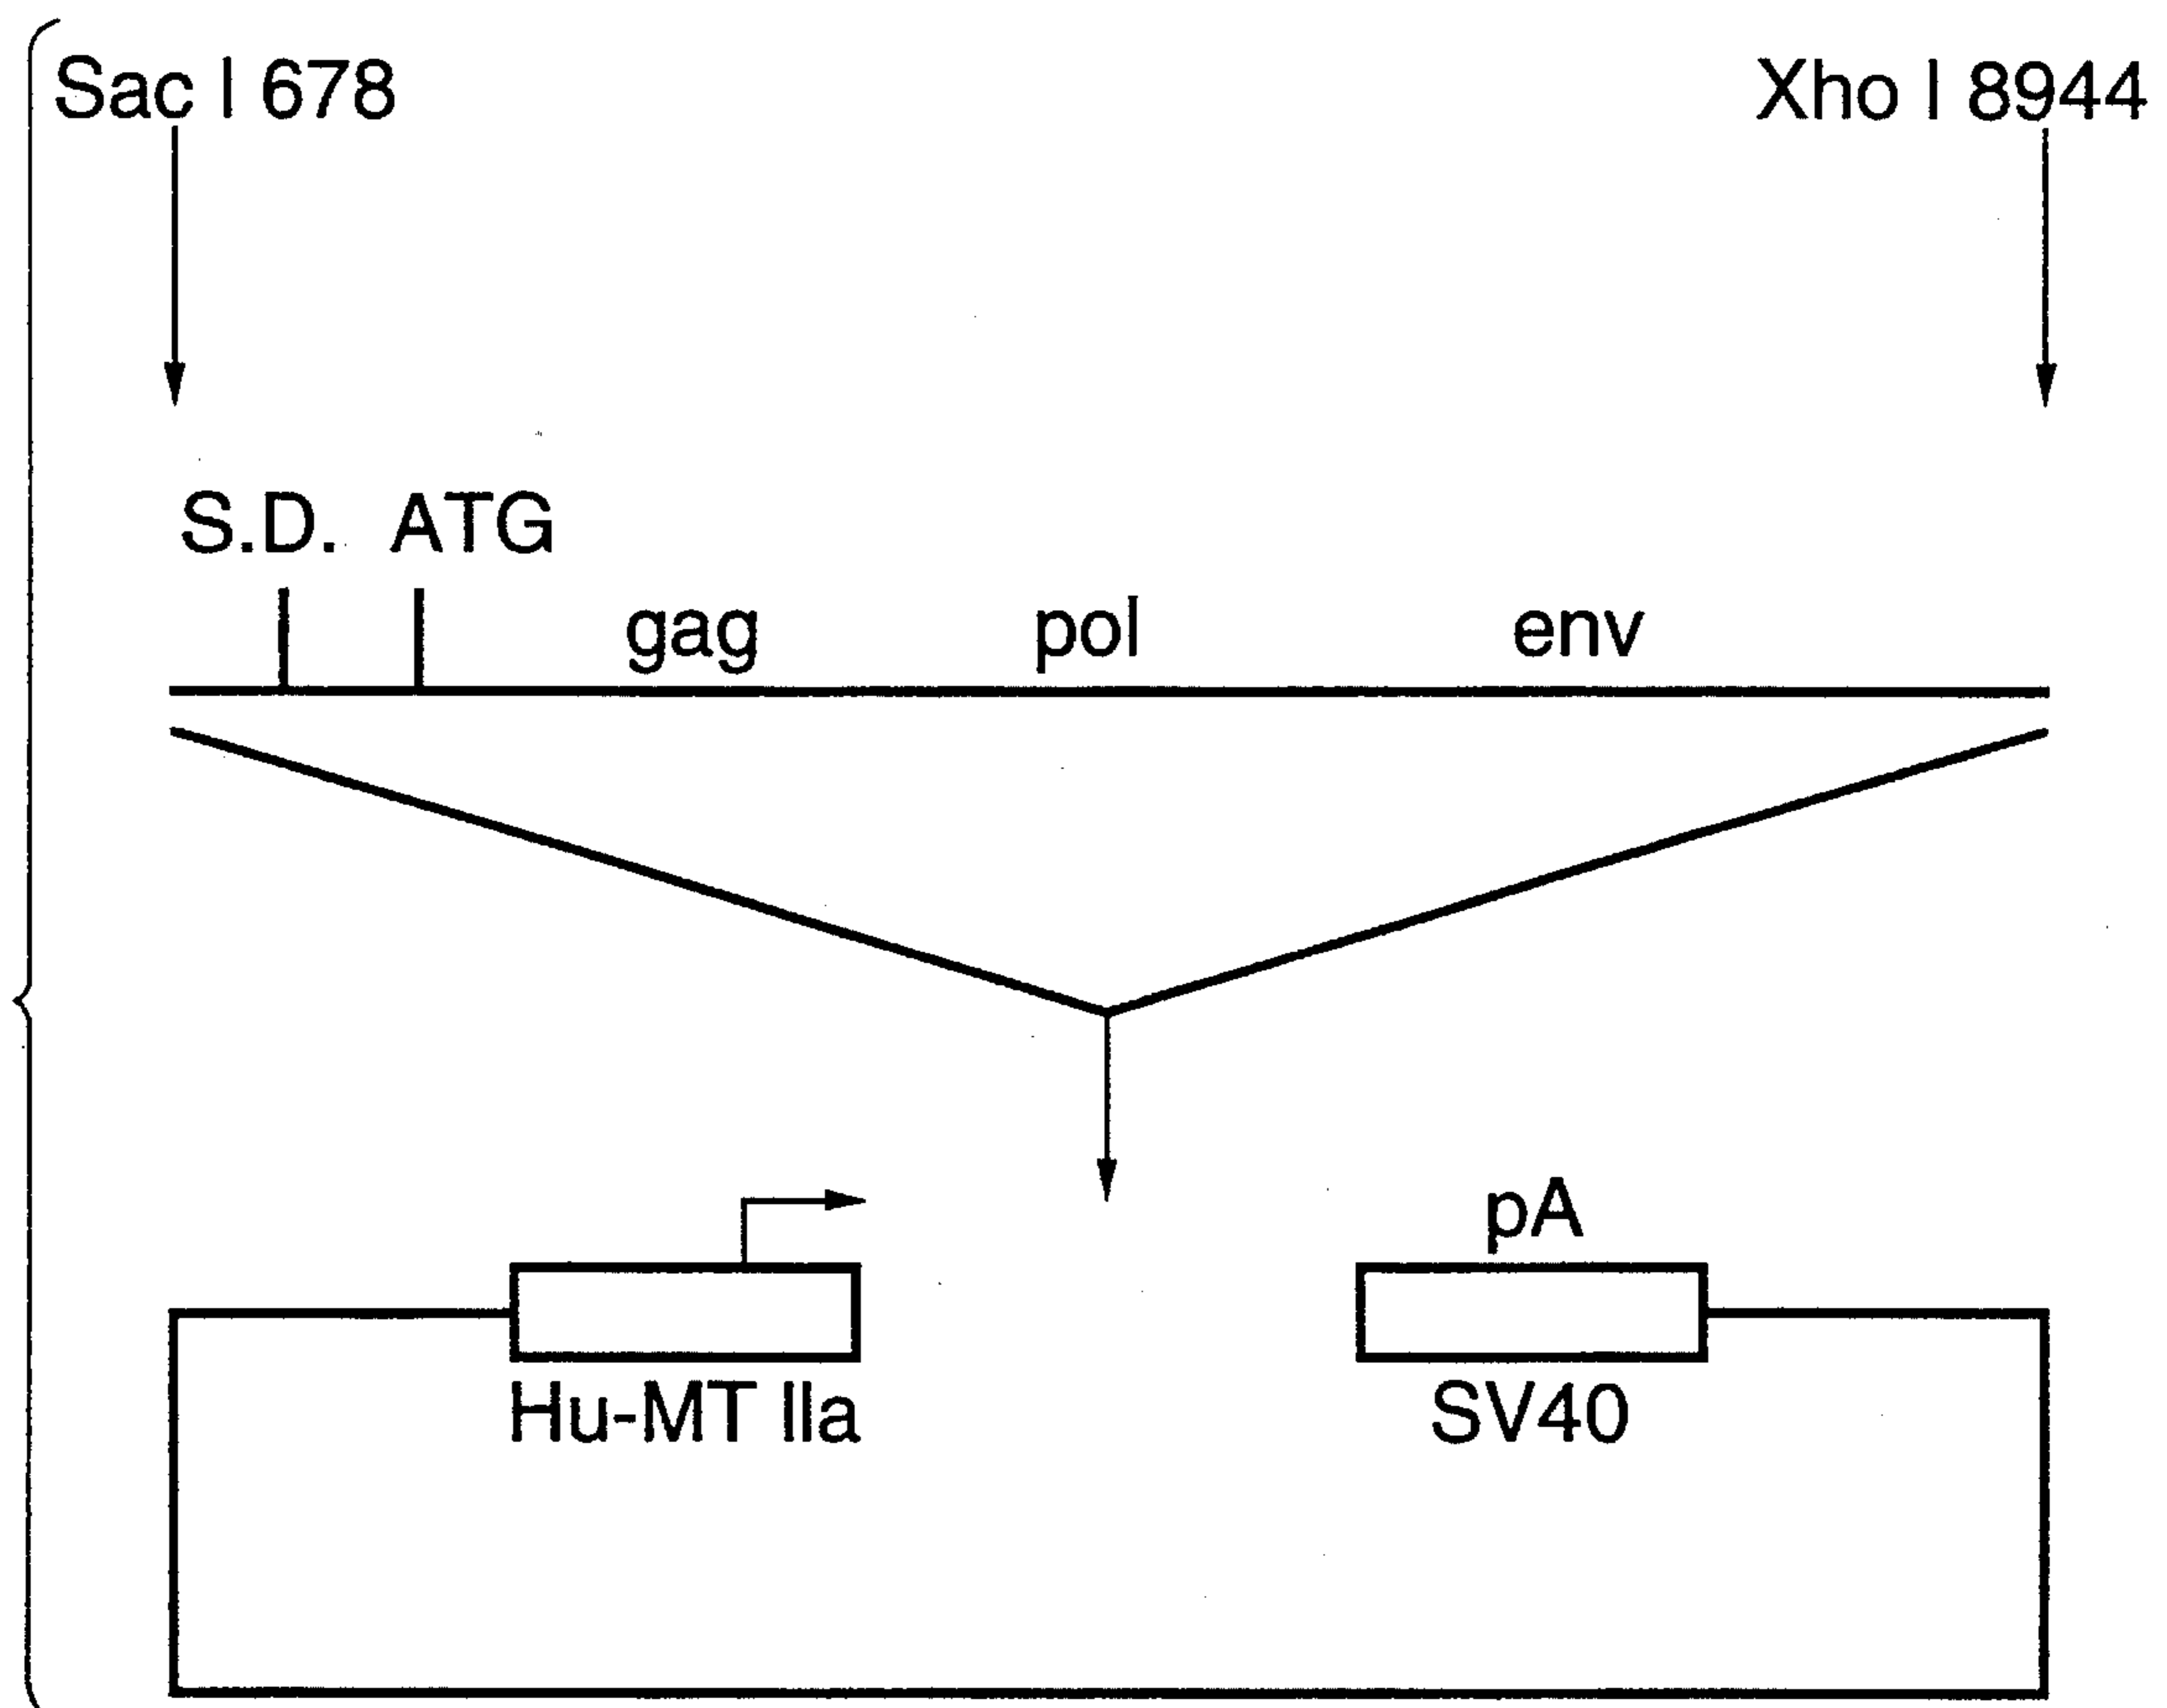 Sac I 678 Xho I 8944
S.D. ATG
gag pol env
pA
Hu-MT IIa SV40